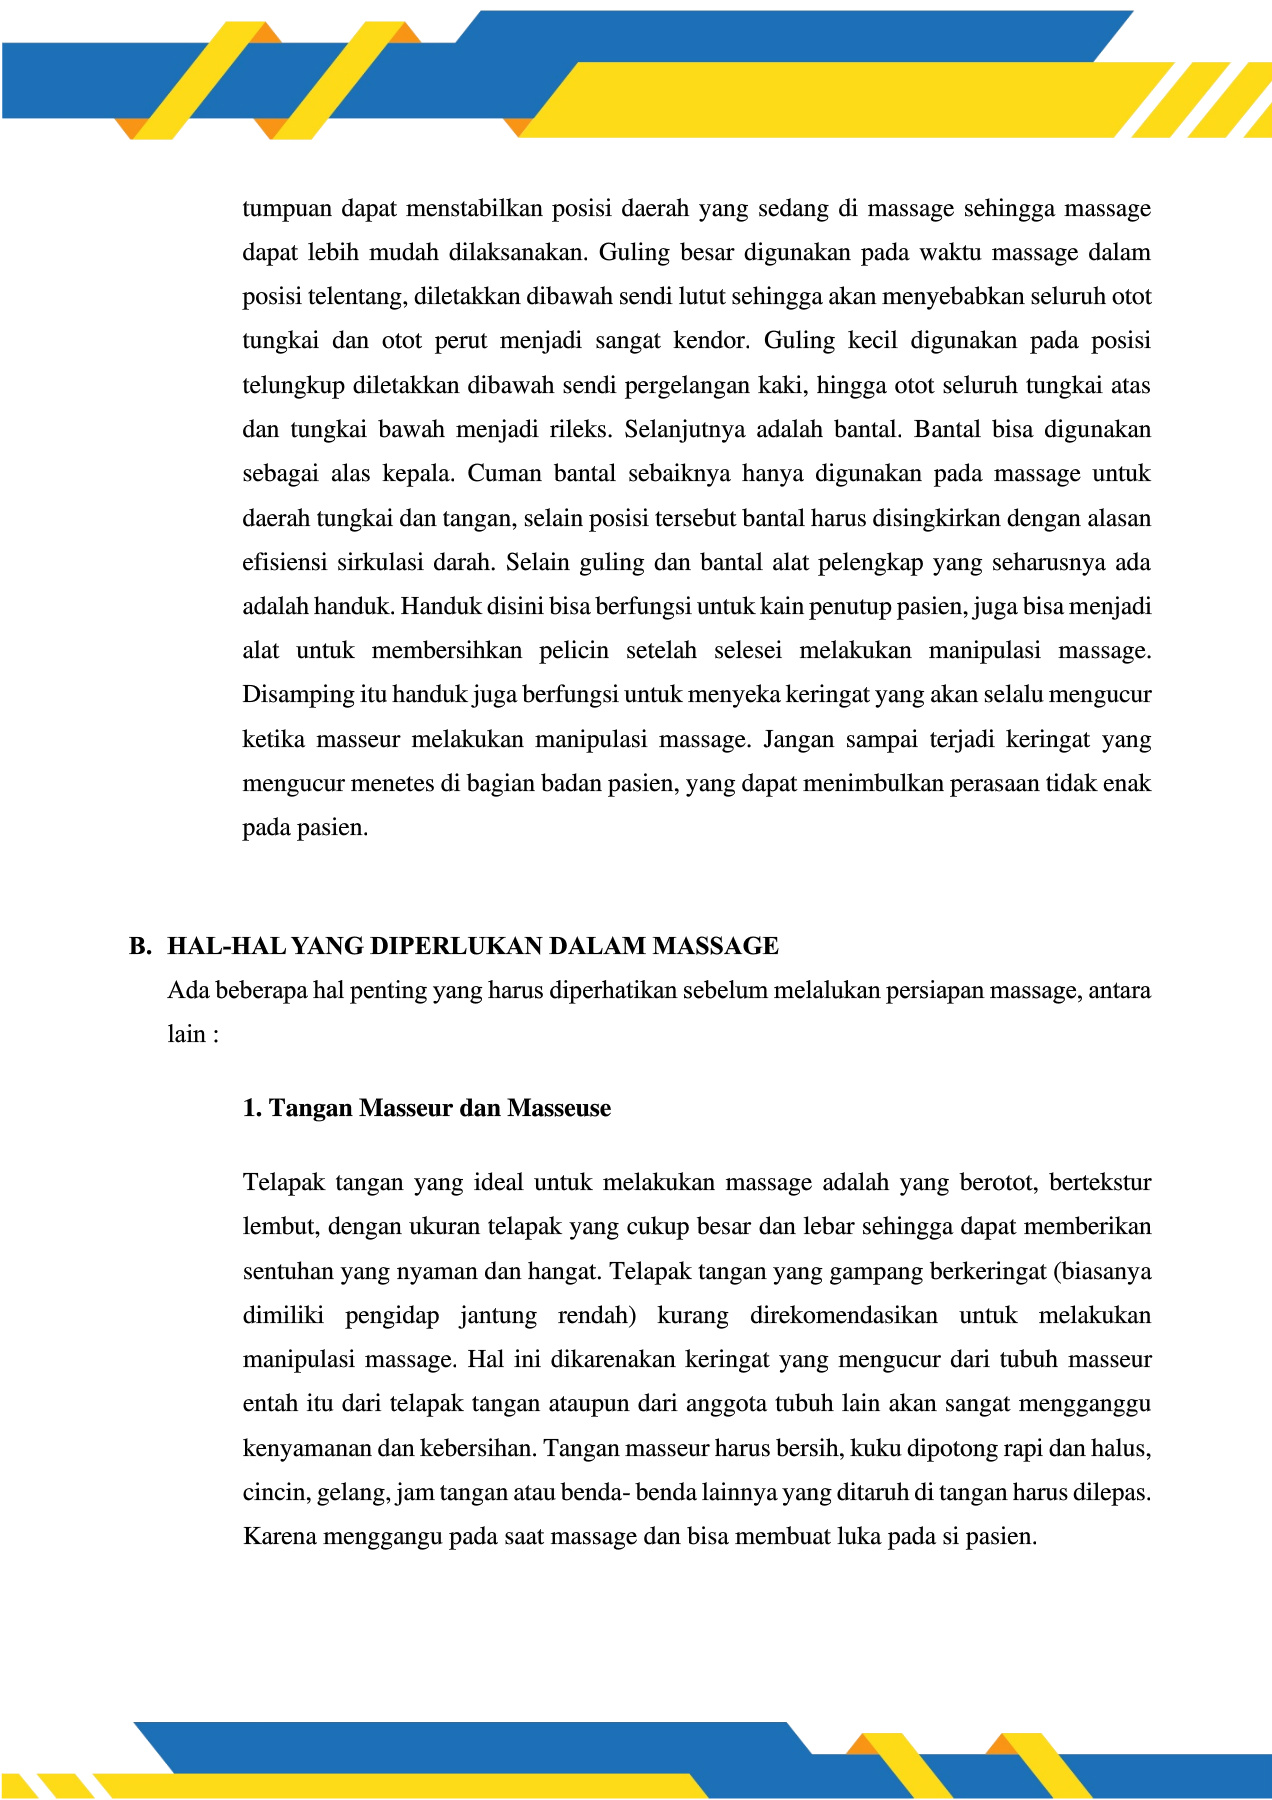 tumpuan dapat menstabilkan posisi daerah yang sedang di massage sehingga massage
dapat lebih mudah dilaksanakan. Guling besar digunakan pada waktu massage dalam
posisi telentang, diletakkan dibawah sendi lutut sehingga akan menyebabkan seluruh otot
tungkai dan otot perut menjadi sangat kendor. Guling kecil digunakan pada posisi
telungkup diletakkan dibawah sendi pergelangan kaki, hingga otot seluruh tungkai atas
dan tungkai bawah menjadi rileks. Selanjutnya adalah bantal. Bantal bisa digunakan
sebagai alas kepala. Cuman bantal sebaiknya hanya digunakan pada massage untuk
daerah tungkai dan tangan, selain posisi tersebut bantal harus disingkirkan dengan alasan
efisiensi sirkulasi darah. Selain guling dan bantal alat pelengkap yang seharusnya ada
adalah handuk. Handuk disini bisa berfungsi untuk kain penutup pasien, juga bisa menjadi
alat untuk membersihkan pelicin setelah selesei melakukan manipulasi massage.
Disamping itu handuk juga berfungsi untuk menyeka keringat yang akan selalu mengucur
ketika masseur melakukan manipulasi massage. Jangan sampai terjadi keringat yang
mengucur menetes di bagian badan pasien, yang dapat menimbulkan perasaan tidak enak
pada pasien.
B. HAL-HAL YANG DIPERLUKAN DALAM MASSAGE
Ada beberapa hal penting yang harus diperhatikan sebelum melalukan persiapan massage, antara
lain :
1. Tangan Masseur dan Masseuse
Telapak tangan yang ideal untuk melakukan massage adalah yang berotot, bertekstur
lembut, dengan ukuran telapak yang cukup besar dan lebar sehingga dapat memberikan
sentuhan yang nyaman dan hangat. Telapak tangan yang gampang berkeringat (biasanya
dimiliki pengidap jantung rendah) kurang direkomendasikan untuk melakukan
manipulasi massage. Hal ini dikarenakan keringat yang mengucur dari tubuh masseur
entah itu dari telapak tangan ataupun dari anggota tubuh lain akan sangat mengganggu
kenyamanan dan kebersihan. Tangan masseur harus bersih, kuku dipotong rapi dan halus,
cincin, gelang, jam tangan atau benda- benda lainnya yang ditaruh di tangan harus dilepas.
Karena menggangu pada saat massage dan bisa membuat luka pada si pasien.